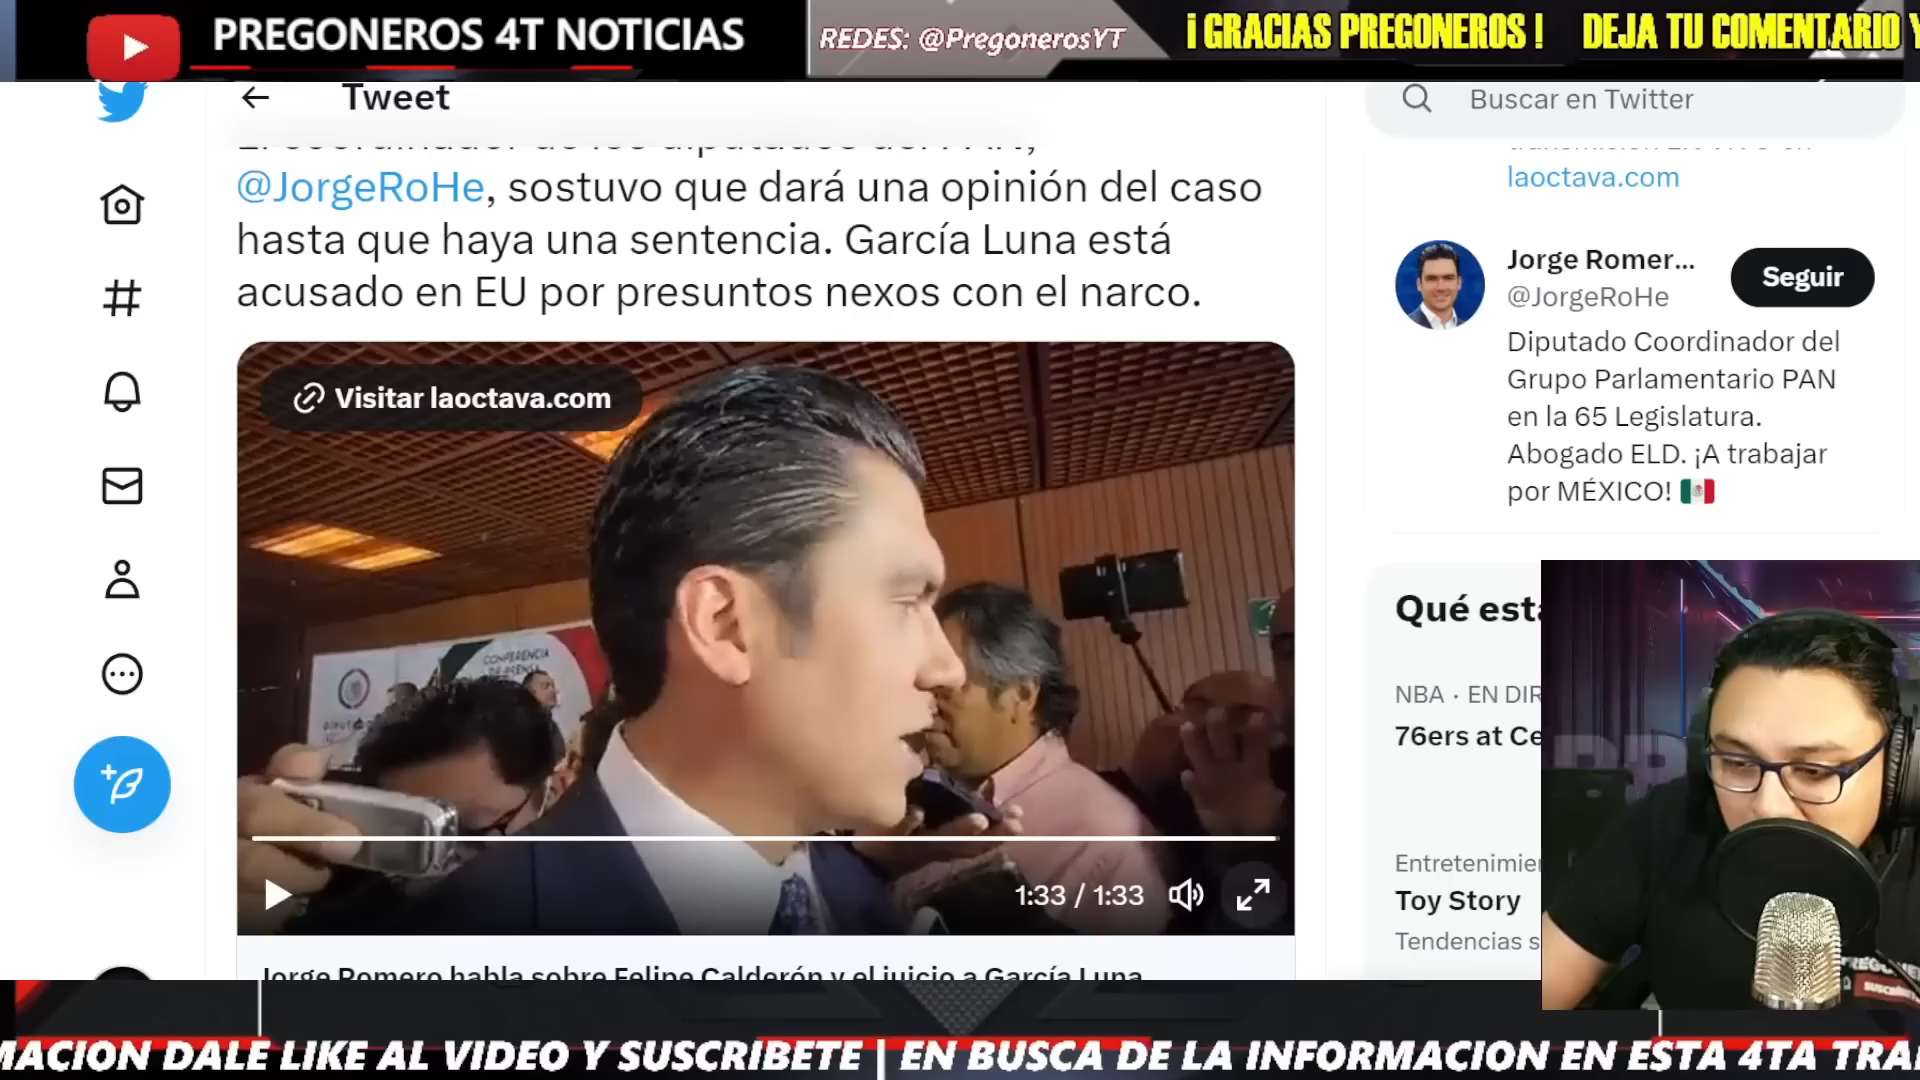 PREGONEROS 4T NOTICIAS
REDES: @PregonerosYT
¡ GRACIAS PREGONEROS ! DEJA TU COMENTARIO Y
Tweet
@JorgeRoHe, sostuvo que dará una opinión del caso
hasta que haya una sentencia. García Luna está
acusado en EU por presuntos nexos con el narco.
Visitar laoctava.com
CONFERENCIA
DE PRENSA
1:33 / 1:33
Jorge Romero habla sobre Felipe Calderón y el juicio a García Luna
Buscar en Twitter
laoctava.com
Jorge Romer...
@JorgeRoHe
Seguir
Diputado Coordinador del
Grupo Parlamentario PAN
en la 65 Legislatura.
Abogado ELD. ¡A trabajar
por MÉXICO!
Qué est
NBA · EN DIR
76ers at Ce
Entretenimie
Toy Story
Tendencias s
MACION DALE LIKE AL VIDEO Y SUSCRIBETE | EN BUSCA DE LA INFORMACION EN ESTA 4TA TRA